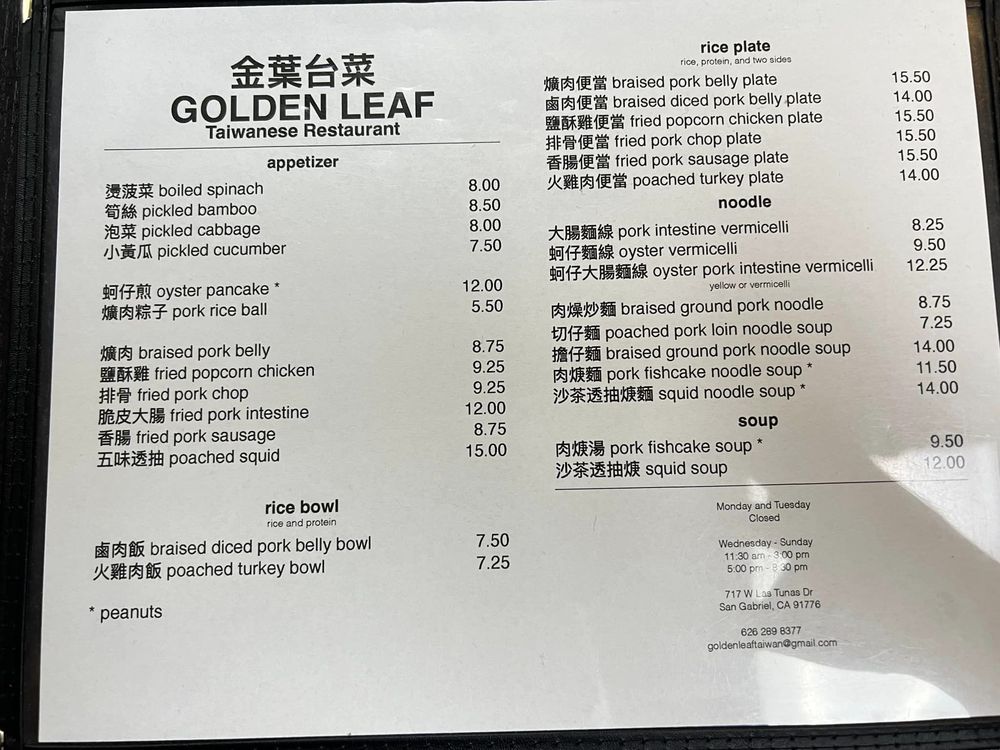 金葉台菜
GOLDEN LEAF
Taiwanese Restaurant
appetizer
燙菠菜 boiled spinach 8.00
筍絲 pickled bamboo 8.50
泡菜 pickled cabbage 8.00
小黃瓜 pickled cucumber 7.50
蚵仔煎 oyster pancake * 12.00
爌肉粽子 pork rice ball 5.50
爌肉 braised pork belly 8.75
鹽酥雞 fried popcorn chicken 9.25
排骨 fried pork chop 9.25
脆皮大腸 fried pork intestine 12.00
香腸 fried pork sausage 8.75
五味透抽 poached squid 15.00
rice bowl
rice and protein
鹵肉飯 braised diced pork belly bowl 7.50
火雞肉飯 poached turkey bowl 7.25
* peanuts
rice plate
rice, protein, and two sides
爌肉便當 braised pork belly plate 15.50
鹵肉便當 braised diced pork belly plate 14.00
鹽酥雞便當 fried popcorn chicken plate 15.50
排骨便當 fried pork chop plate 15.50
香腸便當 fried pork sausage plate 15.50
火雞肉便當 poached turkey plate 14.00
noodle
大腸麵線 pork intestine vermicelli 8.25
蚵仔麵線 oyster vermicelli 9.50
蚵仔大腸麵線 oyster pork intestine vermicelli 12.25
yellow or vermicelli
肉燥炒麵 braised ground pork noodle 8.75
切仔麵 poached pork loin noodle soup 7.25
擔仔麵 braised ground pork noodle soup 14.00
肉焿麵 pork fishcake noodle soup * 11.50
沙茶透抽焿麵 squid noodle soup * 14.00
soup
肉焿湯 pork fishcake soup * 9.50
沙茶透抽焿 squid soup 12.00
Monday and Tuesday
Closed
Wednesday - Sunday
11:30 am - 3:00 pm
5:00 pm - 8:30 pm
717 W Las Tunas Dr
San Gabriel, CA 91776
626 289 8377
goldenleaftaiwan@gmail.com